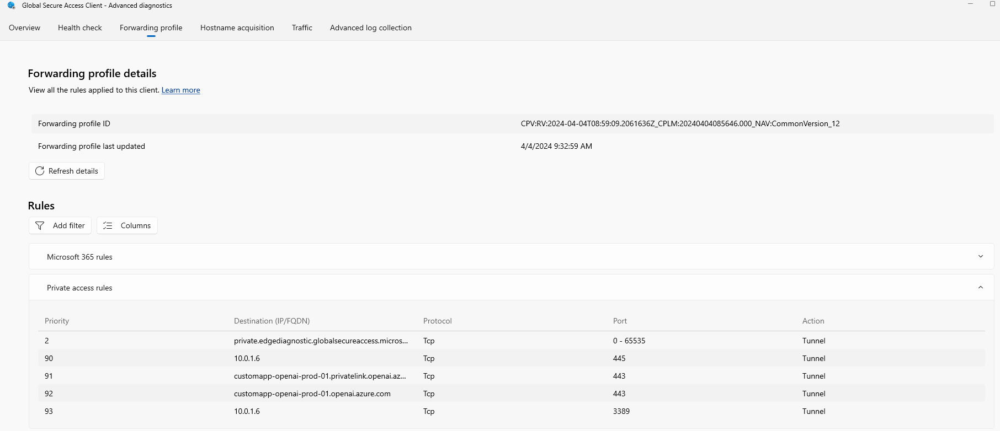 Global Secure Access Client - Advanced diagnostics
Overview Health check Forwarding profile Hostname acquisition Traffic Advanced log collection
Forwarding profile details
View all the rules applied to this client. Learn more
Forwarding profile ID CPV:RV:2024-04-04T08:59:09.2061636Z_CPLM:20240404085646.000_NAV:CommonVersion_12
Forwarding profile last updated 4/4/2024 9:32:59 AM
Refresh details
Rules
Add filter Columns
Microsoft 365 rules
Private access rules
Priority Destination (IP/FQDN) Protocol Port Action
2 private.edgediagnostic.globalsecureaccess.micros... Tcp 0 - 65535 Tunnel
90 10.0.1.6 Tcp 445 Tunnel
91 customapp-openai-prod-01.privatelink.openai.az... Tcp 443 Tunnel
92 customapp-openai-prod-01.openai.azure.com Tcp 443 Tunnel
93 10.0.1.6 Tcp 3389 Tunnel